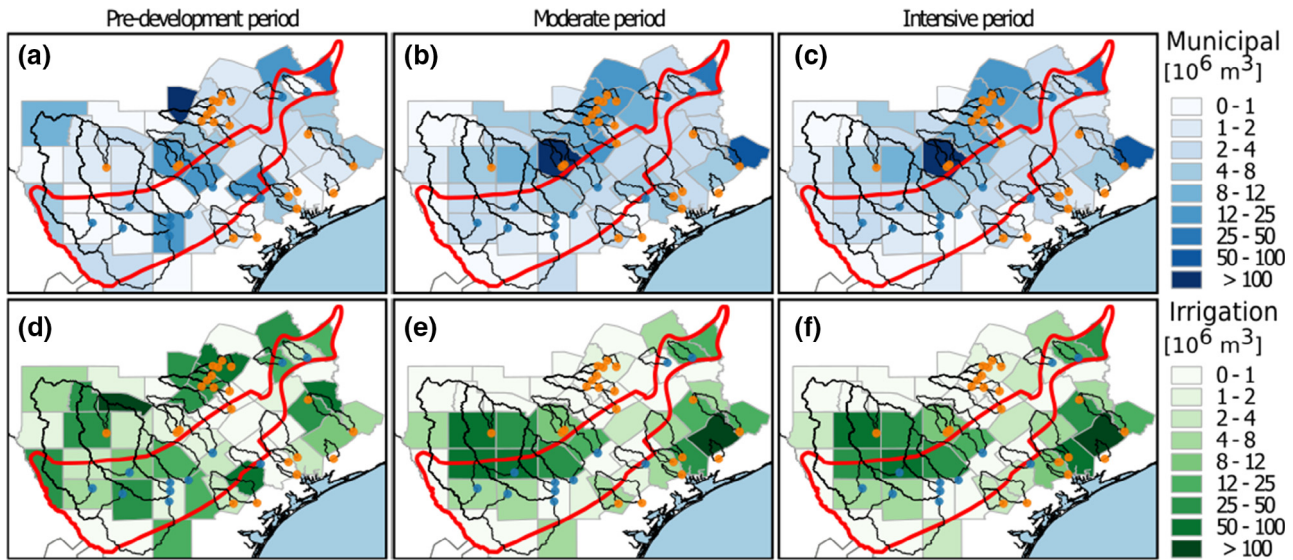 Pre-development period
Moderate period
Intensive period
(a)
(b)
(c)
Municipal
[10⁶ m³]
0 - 1
1 - 2
2 - 4
4 - 8
8 - 12
12 - 25
25 - 50
50 - 100
> 100
(d)
(e)
(f)
Irrigation
[10⁶ m³]
0 - 1
1 - 2
2 - 4
4 - 8
8 - 12
12 - 25
25 - 50
50 - 100
> 100